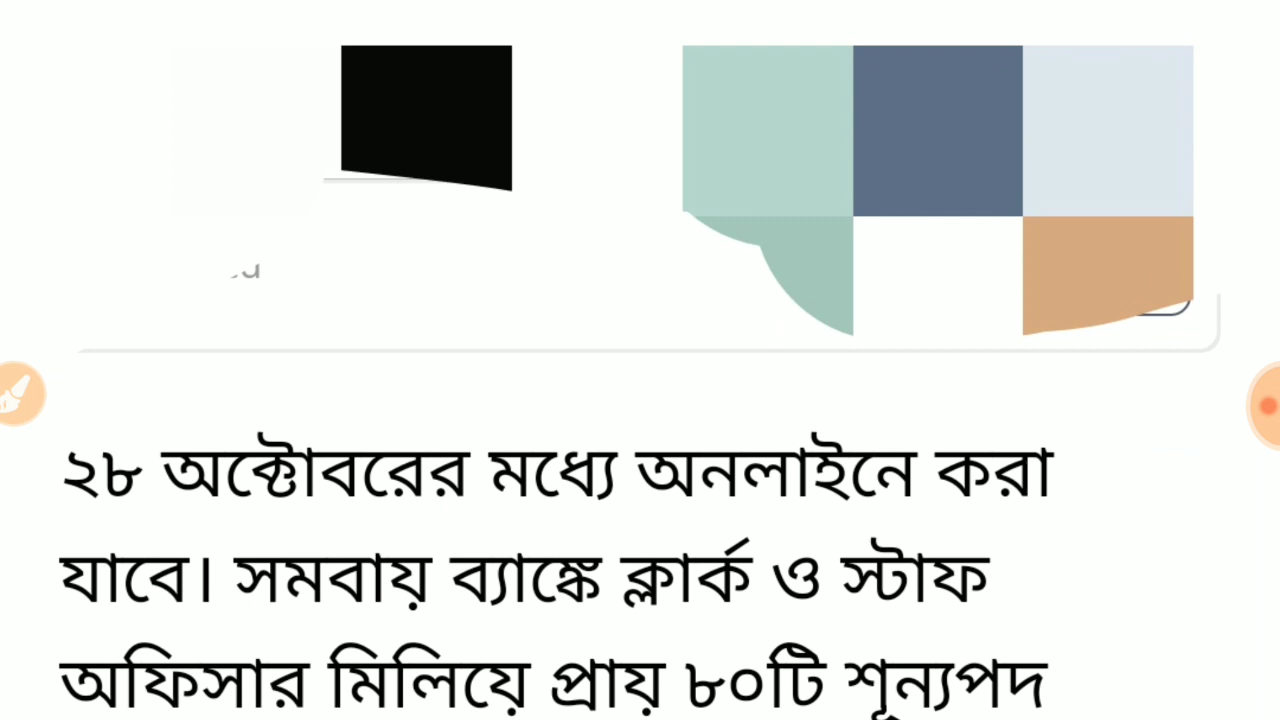 ২৮ অক্টোবরের মধ্যে অনলাইনে করা
যাবে। সমবায় ব্যাঙ্কে ক্লার্ক ও স্টাফ
অফিসার মিলিয়ে প্রায় ৮০টি শূন্যপদ